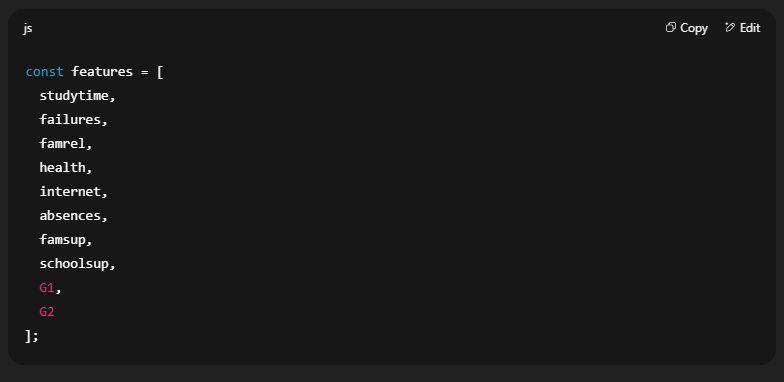 js
Copy
Edit
const features = [
studytime,
failures,
famrel,
health,
internet,
absences,
famsup,
schoolsup,
G1,
G2
];